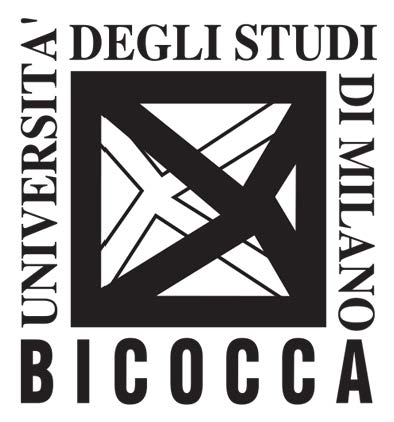 UNIVERSITA'
DEGLI STUDI
DI MILANO
BICOCCA